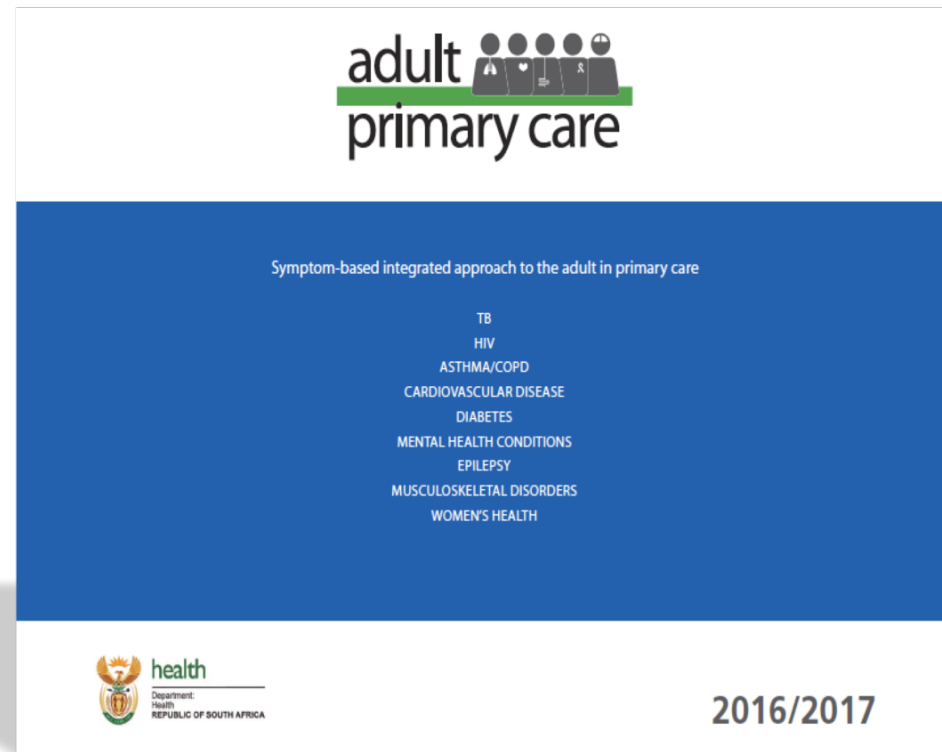 adult
primary care
Symptom-based integrated approach to the adult in primary care
TB
HIV
ASTHMA/COPD
CARDIOVASCULAR DISEASE
DIABETES
MENTAL HEALTH CONDITIONS
EPILEPSY
MUSCULOSKELETAL DISORDERS
WOMEN'S HEALTH
health
Department:
Health
REPUBLIC OF SOUTH AFRICA
2016/2017